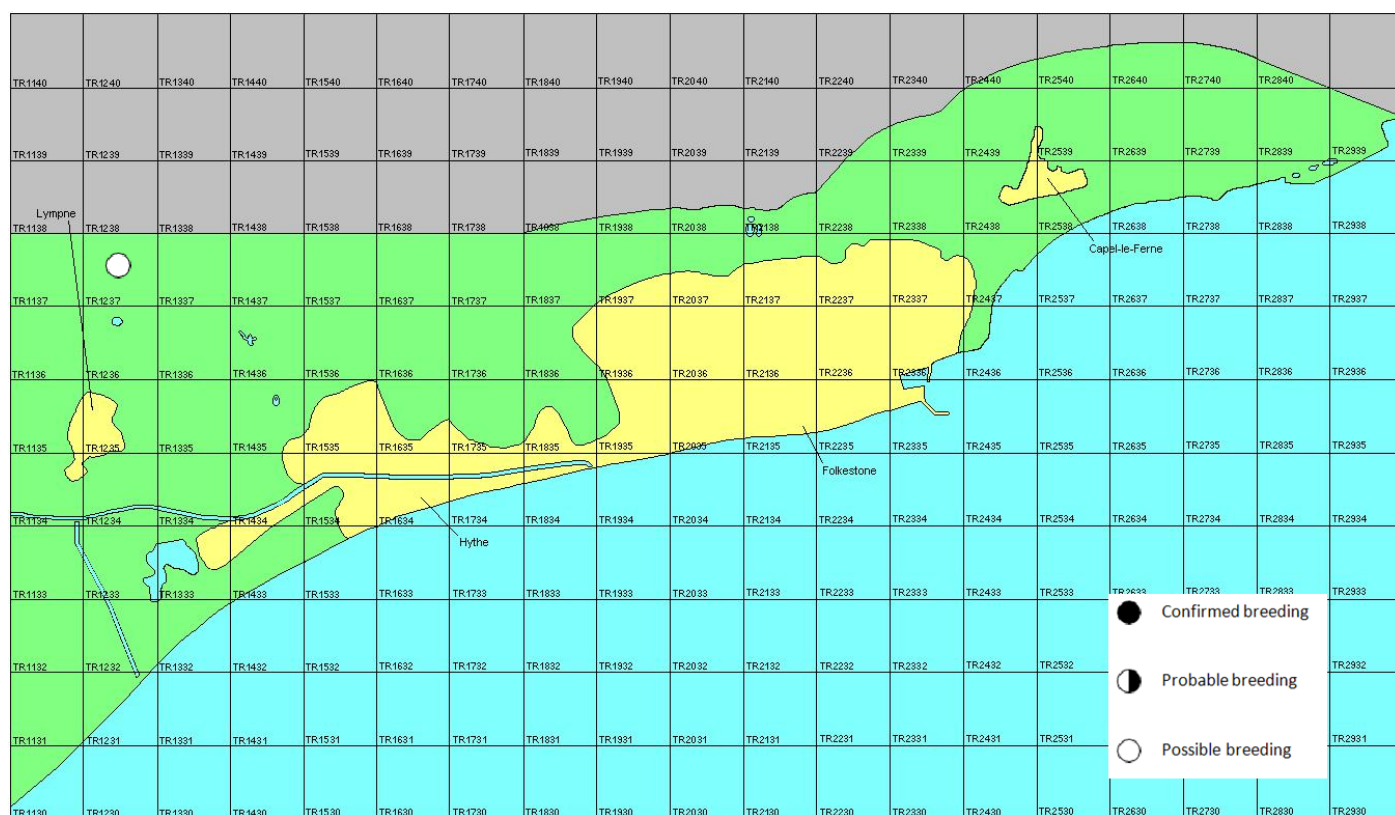 TR1140 TR1240 TR1340 TR1440 TR1540 TR1640 TR1740 TR1840 TR1940 TR2040 TR2140 TR2240 TR2340 TR2440 TR2540 TR2640 TR2740 TR2840
TR1139 TR1239 TR1339 TR1439 TR1539 TR1639 TR1739 TR1839 TR1939 TR2039 TR2139 TR2239 TR2339 TR2439 TR2539 TR2639 TR2739 TR2839 TR2939
Lympne
TR1138 TR1238 TR1338 TR1438 TR1538 TR1638 TR1738 TR1938 TR2038 TR2138 TR2238 TR2338 TR2438 TR2538 TR2638 TR2738 TR2838 TR2938
Capel-le-Ferne
TR1137 TR1237 TR1337 TR1437 TR1537 TR1637 TR1737 TR1837 TR1937 TR2037 TR2137 TR2237 TR2337 TR2437 TR2537 TR2637 TR2737 TR2837 TR2937
TR1136 TR1236 TR1336 TR1436 TR1536 TR1636 TR1736 TR1836 TR1936 TR2036 TR2136 TR2236 TR2336 TR2436 TR2536 TR2636 TR2736 TR2836 TR2936
TR1135 TR1235 TR1335 TR1435 TR1535 TR1635 TR1735 TR1835 TR1935 TR2035 TR2135 TR2235 TR2335 TR2435 TR2535 TR2635 TR2735 TR2835 TR2935
Folkestone
TR1134 TR1234 TR1334 TR1434 TR1534 TR1634 TR1734 TR1834 TR1934 TR2034 TR2134 TR2234 TR2334 TR2434 TR2534 TR2634 TR2734 TR2834 TR2934
Hythe
TR1133 TR1233 TR1333 TR1433 TR1533 TR1633 TR1733 TR1833 TR1933 TR2033 TR2133 TR2233 TR2333 TR2433 TR2533 TR2633 TR2733 TR2833 TR2933
Confirmed breeding
TR1132 TR1232 TR1332 TR1432 TR1532 TR1632 TR1732 TR1832 TR1932 TR2032 TR2132 TR2232 TR2332 TR2432 TR2532 TR2932
Probable breeding
TR1131 TR1231 TR1331 TR1431 TR1531 TR1631 TR1731 TR1831 TR1931 TR2031 TR2131 TR2231 TR2331 TR2431 TR2531 TR2931
Possible breeding
TR1130 TR1230 TR1330 TR1430 TR1530 TR1630 TR1730 TR1830 TR1930 TR2030 TR2130 TR2230 TR2330 TR2430 TR2530 TR2630 TR2730 TR2830 TR2930